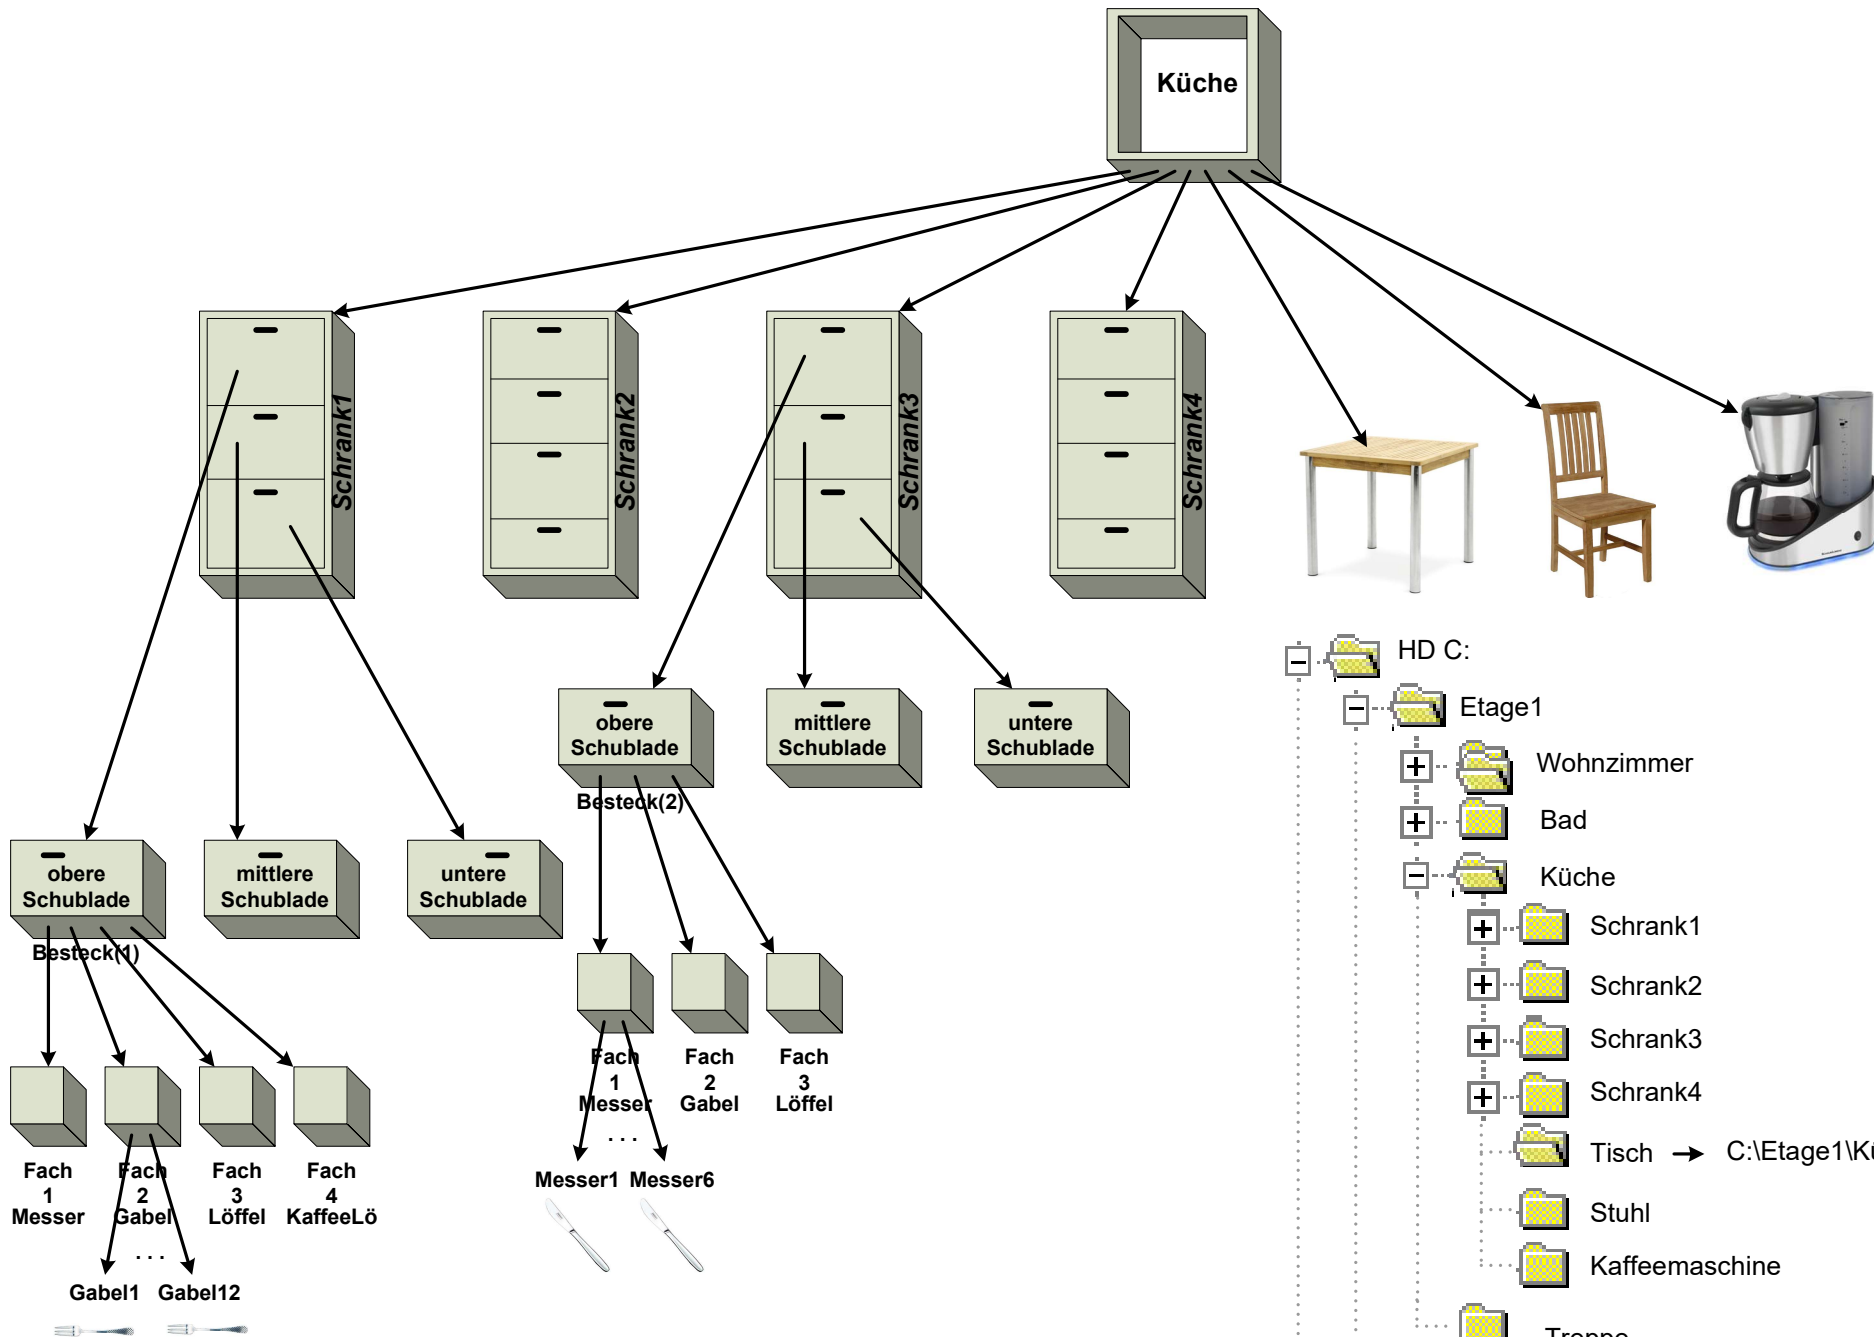 Küche
Schrank1
Schrank2
Schrank3
Schrank4
obere
Schublade
mittlere
Schublade
untere
Schublade
Besteck(2)
obere
Schublade
mittlere
Schublade
untere
Schublade
Besteck(1)
Fach
1
Messer
Fach
2
Gabel
Fach
3
Löffel
. . .
Messer1 Messer6
Fach
1
Messer
Fach
2
Gabel
Fach
3
Löffel
Fach
4
KaffeeLö
. . .
Gabel1 Gabel12
HD C:
Etage1
Wohnzimmer
Bad
Küche
Schrank1
Schrank2
Schrank3
Schrank4
Tisch → C:\Etage1\Kü
Stuhl
Kaffeemaschine
Treppe